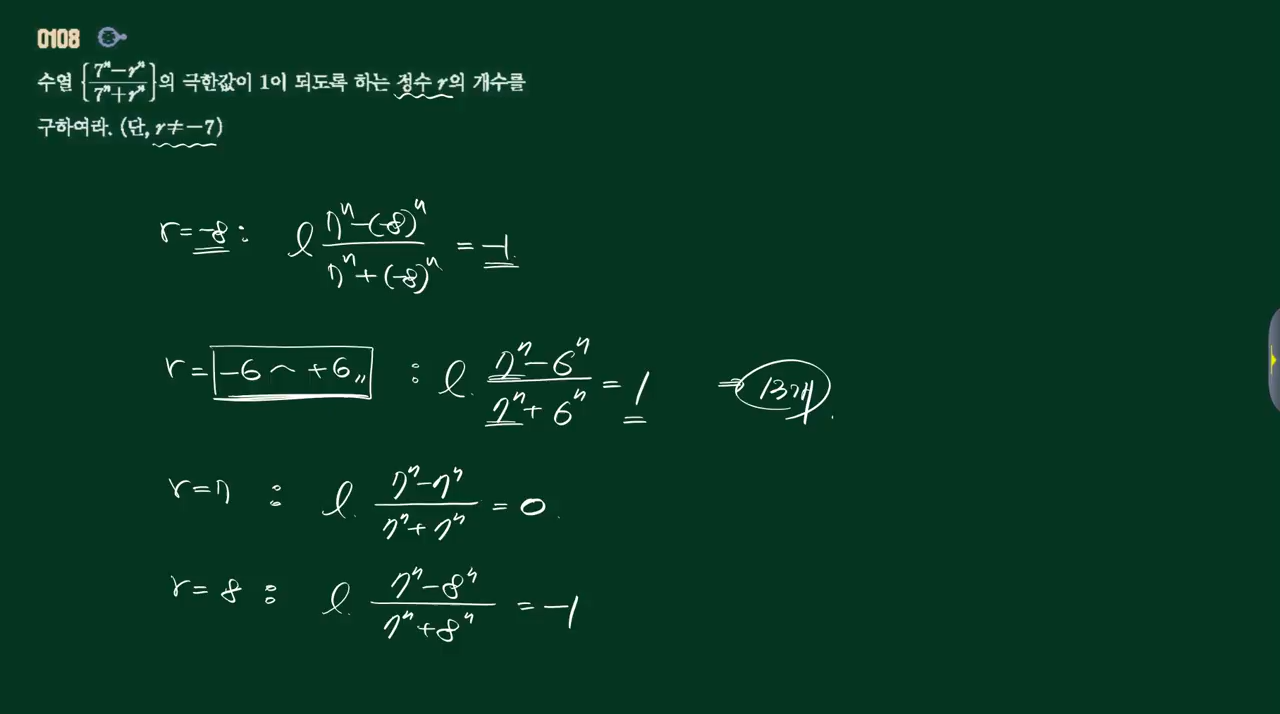 0108
수열 {(7ⁿ-rⁿ)/(7ⁿ+rⁿ)}의 극한값이 1이 되도록 하는 정수 r의 개수를
구하여라. (단, r≠-7)
r=-8 : l (7ⁿ-(-8)ⁿ)/(7ⁿ+(-8)ⁿ) = -1.
r= -6 ~ +6,, : l. (7ⁿ-6ⁿ)/(7ⁿ+6ⁿ) = 1 ⇒ 13개.
r=7 : l. (7ⁿ-7ⁿ)/(7ⁿ+7ⁿ) = 0.
r= 8 : l. (7ⁿ-8ⁿ)/(7ⁿ+8ⁿ) = -1